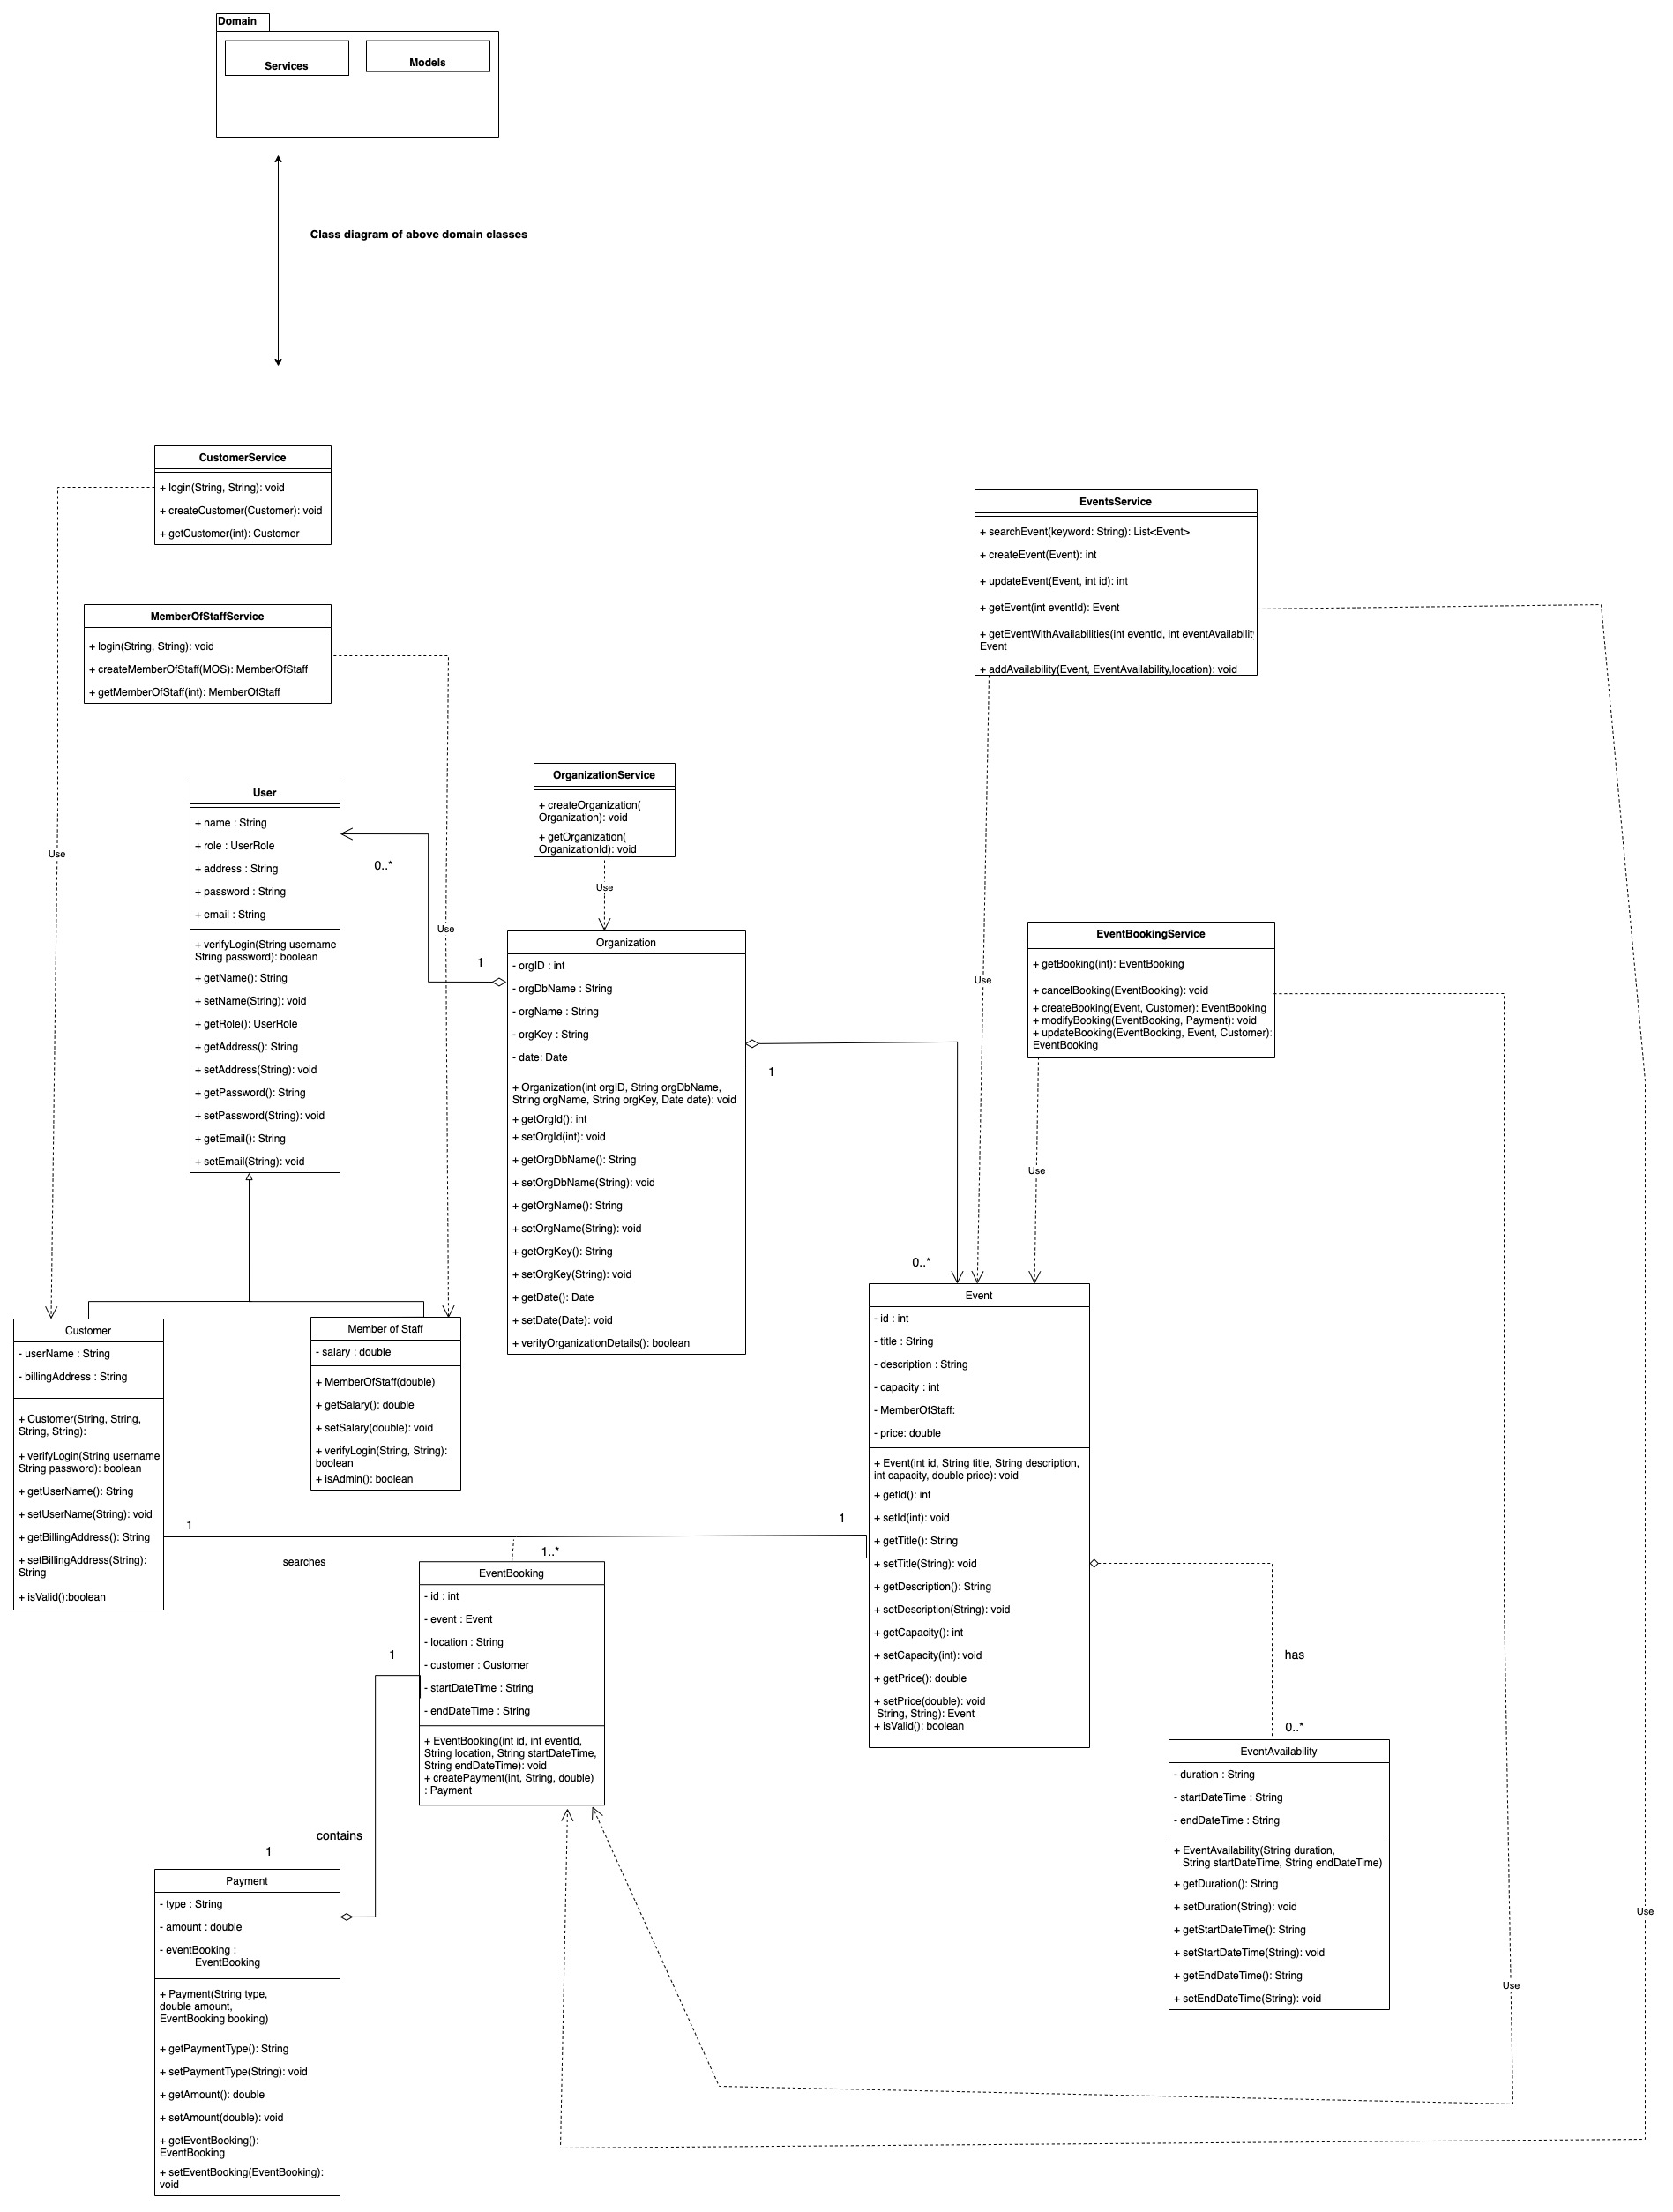 Domain
Services
Models
Class diagram of above domain classes
CustomerService
+ login(String, String): void
+ createCustomer(Customer): void
+ getCustomer(int): Customer
EventsService
+ searchEvent(keyword: String): List<Event>
+ createEvent(Event): int
+ updateEvent(Event, int id): int
+ getEvent(int eventId): Event
+ getEventWithAvailabilities(int eventId, int eventAvailabilit
Event
+ addAvailability(Event, EventAvailability,location): void
MemberOfStaffService
+ login(String, String): void
+ createMemberOfStaff(MOS): MemberOfStaff
+ getMemberOfStaff(int): MemberOfStaff
OrganizationService
+ createOrganization(
Organization): void
+ getOrganization(
OrganizationId): void
Use
User
+ name : String
+ role : UserRole
+ address : String
+ password : String
+ email : String
+ verifyLogin(String username
String password): boolean
+ getName(): String
+ setName(String): void
+ getRole(): UserRole
+ getAddress(): String
+ setAddress(String): void
+ getPassword(): String
+ setPassword(String): void
+ getEmail(): String
+ setEmail(String): void
Use
0..*
Use
1
Organization
- orgID : int
- orgDbName : String
- orgName : String
- orgKey : String
- date: Date
+ Organization(int orgID, String orgDbName,
String orgName, String orgKey, Date date): void
+ getOrgId(): int
+ setOrgId(int): void
+ getOrgDbName(): String
+ setOrgDbName(String): void
+ getOrgName(): String
+ setOrgName(String): void
+ getOrgKey(): String
+ setOrgKey(String): void
+ getDate(): Date
+ setDate(Date): void
+ verifyOrganizationDetails(): boolean
1
0..*
Use
EventBookingService
+ getBooking(int): EventBooking
+ cancelBooking(EventBooking): void
+ createBooking(Event, Customer): EventBooking
+ modifyBooking(EventBooking, Payment): void
+ updateBooking(EventBooking, Event, Customer):
EventBooking
Use
Customer
- userName : String
- billingAddress : String
+ Customer(String, String,
String, String):
+ verifyLogin(String username
String password): boolean
+ getUserName(): String
+ setUserName(String): void
+ getBillingAddress(): String
+ setBillingAddress(String):
String
+ isValid():boolean
Member of Staff
- salary : double
+ MemberOfStaff(double)
+ getSalary(): double
+ setSalary(double): void
+ verifyLogin(String, String):
boolean
+ isAdmin(): boolean
Event
- id : int
- title : String
- description : String
- capacity : int
- MemberOfStaff:
- price: double
+ Event(int id, String title, String description,
int capacity, double price): void
+ getId(): int
+ setId(int): void
+ getTitle(): String
+ setTitle(String): void
+ getDescription(): String
+ setDescription(String): void
+ getCapacity(): int
+ setCapacity(int): void
+ getPrice(): double
+ setPrice(double): void
String, String): Event
+ isValid(): boolean
1
1
searches
1..*
EventBooking
- id : int
- event : Event
- location : String
- customer : Customer
- startDateTime : String
- endDateTime : String
+ EventBooking(int id, int eventId,
String location, String startDateTime,
String endDateTime): void
+ createPayment(int, String, double)
: Payment
1
contains
1
has
0..*
EventAvailability
- duration : String
- startDateTime : String
- endDateTime : String
+ EventAvailability(String duration,
String startDateTime, String endDateTime)
+ getDuration(): String
+ setDuration(String): void
+ getStartDateTime(): String
+ setStartDateTime(String): void
+ getEndDateTime(): String
+ setEndDateTime(String): void
Use
Use
Payment
- type : String
- amount : double
- eventBooking :
EventBooking
+ Payment(String type,
double amount,
EventBooking booking)
+ getPaymentType(): String
+ setPaymentType(String): void
+ getAmount(): double
+ setAmount(double): void
+ getEventBooking():
EventBooking
+ setEventBooking(EventBooking):
void